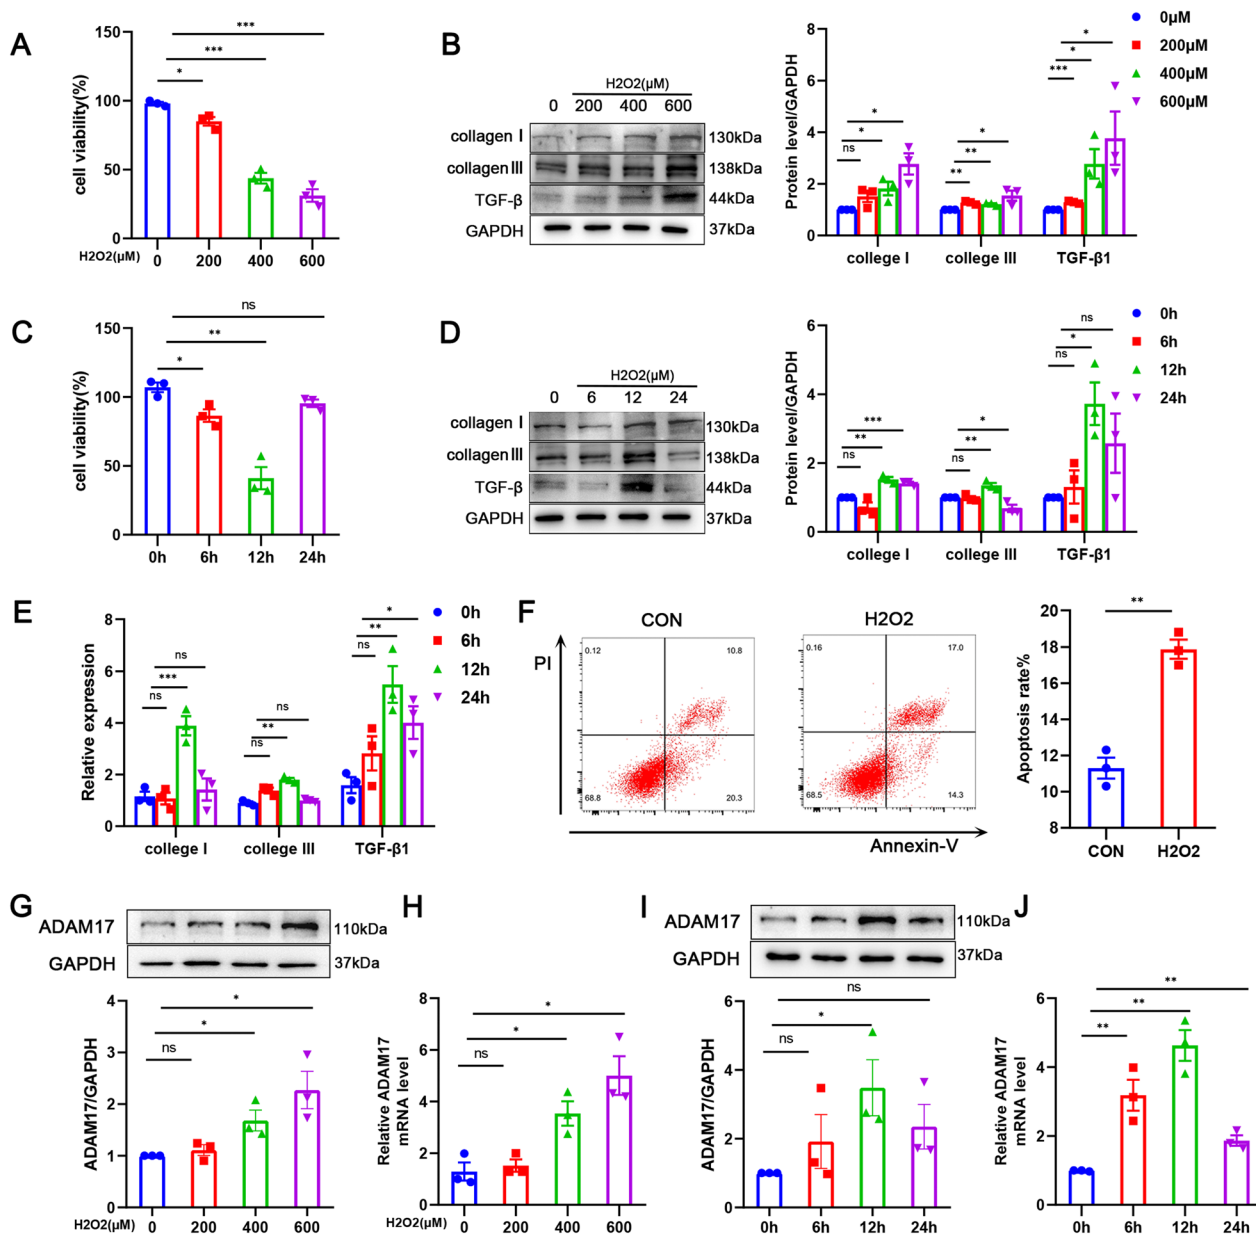 A
cell viability(%)
150
100
50
0
***
***
*
H2O2(μM)
0 200 400 600
B
H2O2(μM)
0 200 400 600
collagen I 130kDa
collagen III 138kDa
TGF-β 44kDa
GAPDH 37kDa
Protein level/GAPDH
8
6
4
2
0
ns * *
** ** *
*** * *
college I college III TGF-β1
0μM
200μM
400μM
600μM
C
cell viability(%)
150
100
50
0
ns
**
*
0h 6h 12h 24h
D
H2O2(μM)
0 6 12 24
collagen I 130kDa
collagen III 138kDa
TGF-β 44kDa
GAPDH 37kDa
Protein level/GAPDH
6
4
2
0
ns ** ***
ns ** *
ns * ns
college I college III TGF-β1
0h
6h
12h
24h
E
Relative expression
8
6
4
2
0
ns *** ns
ns ** ns
ns ** *
college I college III TGF-β1
0h
6h
12h
24h
F
CON
H2O2
PI
0.12 10.8
68.8 20.3
0.16 17.0
68.5 14.3
Annexin-V
Apoptosis rate%
20
18
16
14
12
10
8
**
CON H2O2
G
ADAM17 110kDa
GAPDH 37kDa
ADAM17/GAPDH
4
3
2
1
0
*
*
ns
H2O2(μM)
0 200 400 600
H
Relative ADAM17
mRNA level
8
6
4
2
0
*
*
ns
H2O2(μM)
0 200 400 600
I
ADAM17 110kDa
GAPDH 37kDa
ADAM17/GAPDH
6
4
2
0
ns
*
ns
0h 6h 12h 24h
J
Relative ADAM17
mRNA level
6
4
2
0
**
**
**
0h 6h 12h 24h